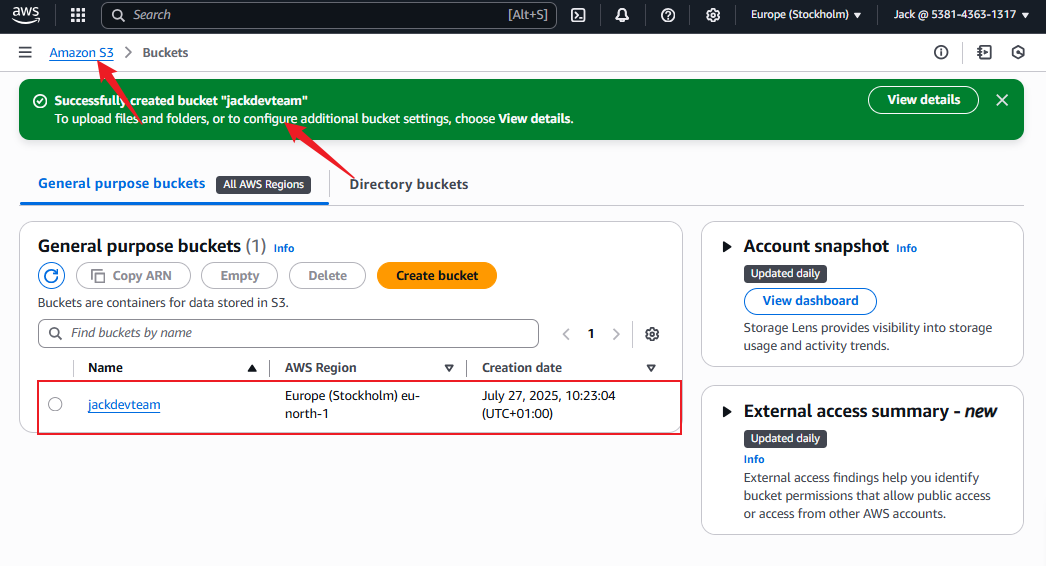 aws
Search
[Alt+S]
Europe (Stockholm)
Jack @ 5381-4363-1317
Amazon S3
Buckets
Successfully created bucket "jackdevteam"
To upload files and folders, or to configure additional bucket settings, choose View details.
View details
General purpose buckets
All AWS Regions
Directory buckets
General purpose buckets (1) Info
Copy ARN
Empty
Delete
Create bucket
Buckets are containers for data stored in S3.
Find buckets by name
1
Name
AWS Region
Creation date
jackdevteam
Europe (Stockholm) eu-
north-1
July 27, 2025, 10:23:04
(UTC+01:00)
Account snapshot Info
Updated daily
View dashboard
Storage Lens provides visibility into storage
usage and activity trends.
External access summary - new
Updated daily
Info
External access findings help you identify
bucket permissions that allow public access
or access from other AWS accounts.